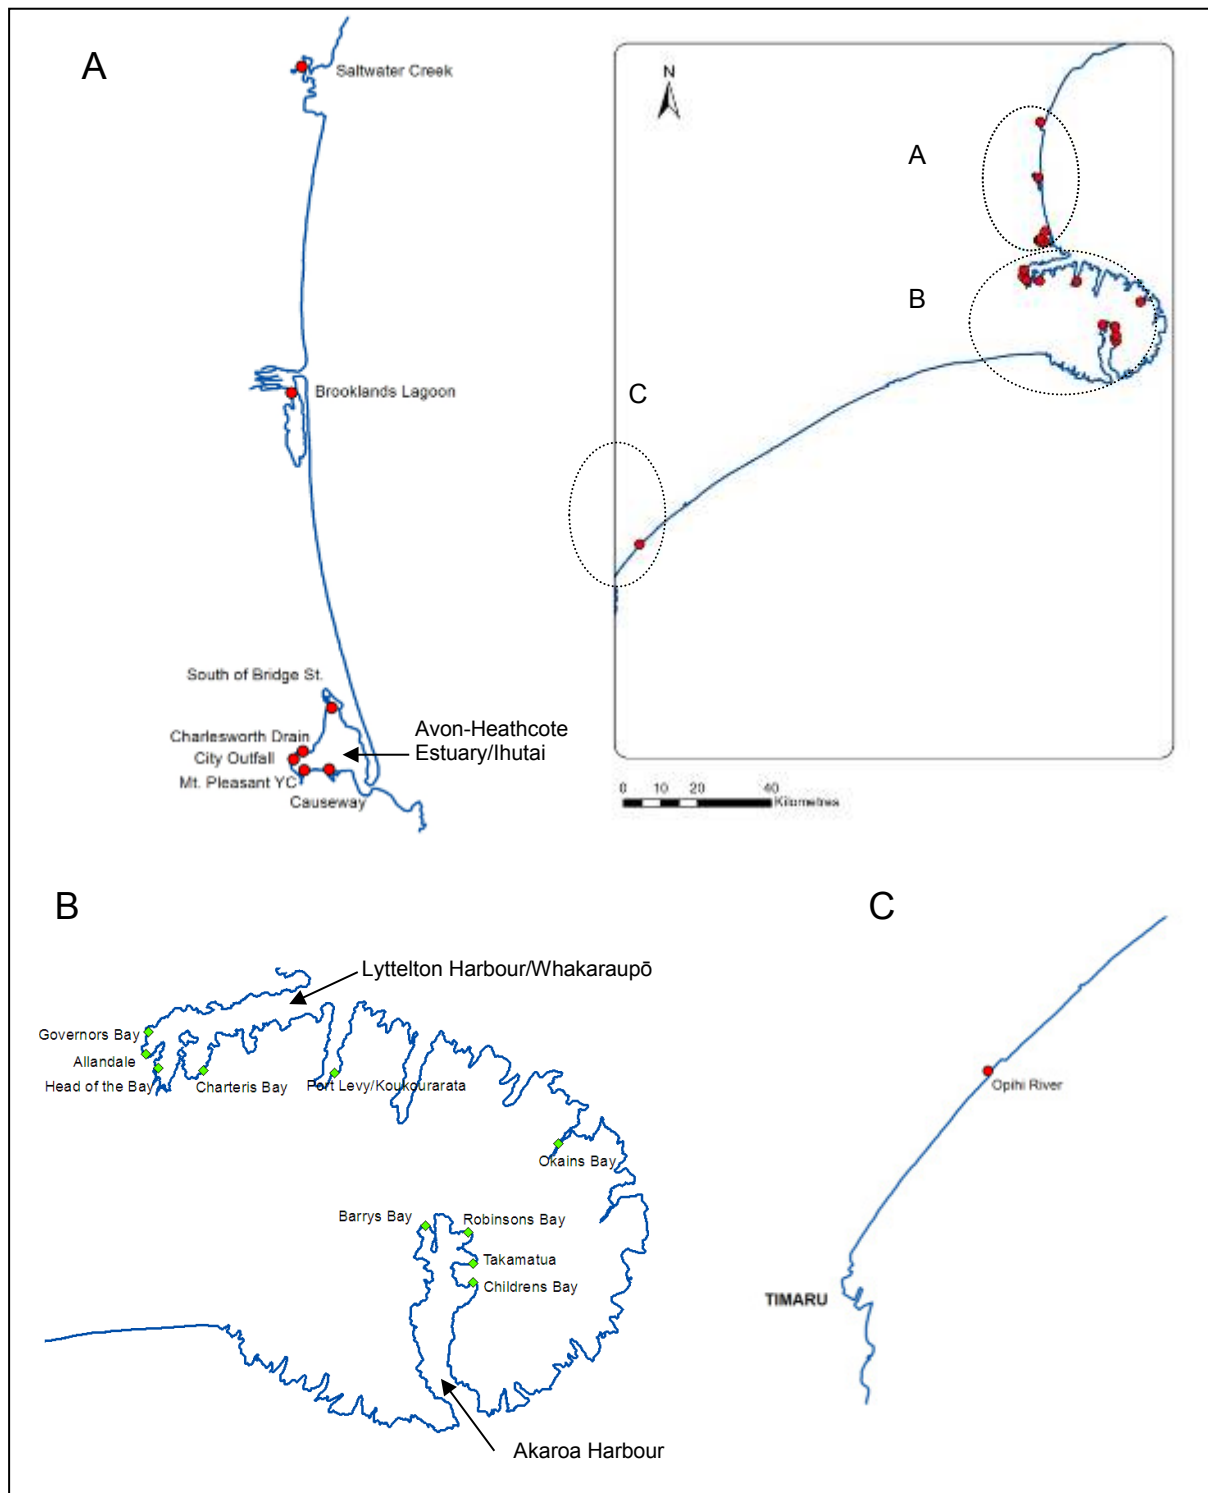 A
Saltwater Creek
Brooklands Lagoon
South of Bridge St.
Charlesworth Drain
City Outfall
Mt. Pleasant YC
Causeway
Avon-Heathcote
Estuary/Ihutai
N
A
B
C
0 10 20 40
Kilometres
B
Lyttelton Harbour/Whakaraupō
Governors Bay
Allandale
Head of the Bay
Charteris Bay
Port Levy/Koukourarata
Okains Bay
Barrys Bay
Robinsons Bay
Takamatua
Childrens Bay
Akaroa Harbour
C
Opihi River
TIMARU